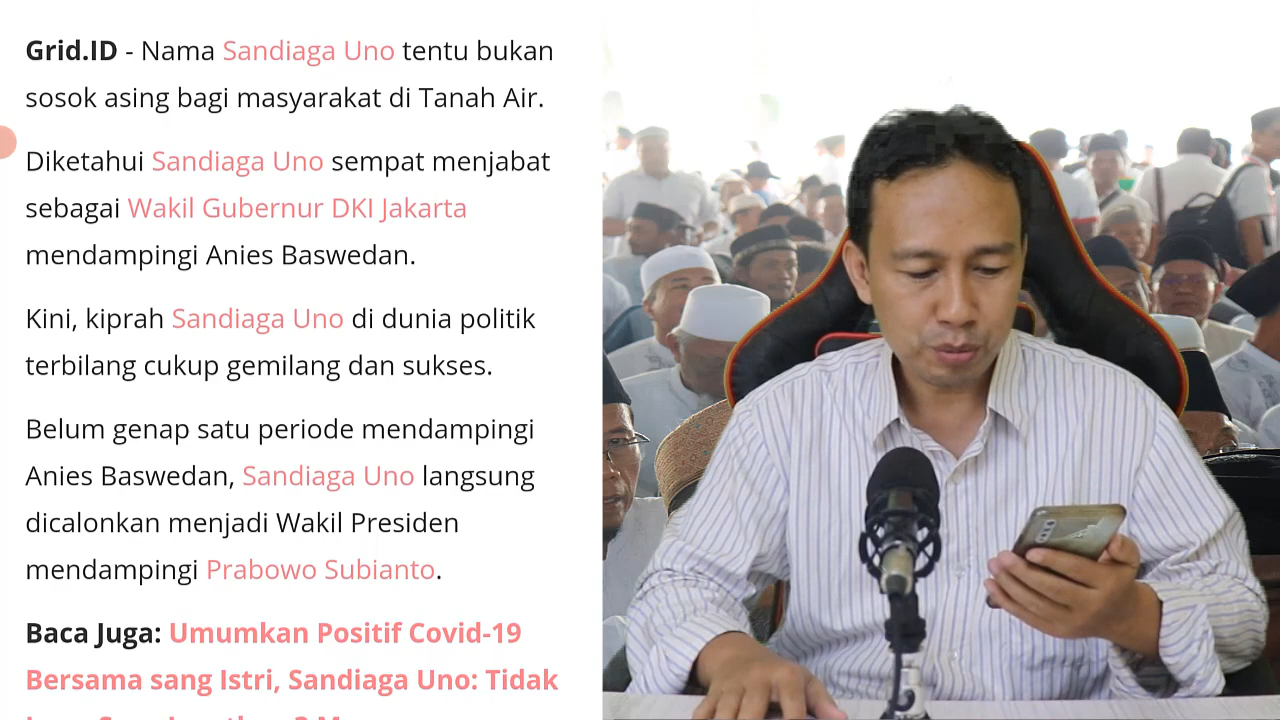 Grid.ID - Nama Sandiaga Uno tentu bukan
sosok asing bagi masyarakat di Tanah Air.
Diketahui Sandiaga Uno sempat menjabat
sebagai Wakil Gubernur DKI Jakarta
mendampingi Anies Baswedan.
Kini, kiprah Sandiaga Uno di dunia politik
terbilang cukup gemilang dan sukses.
Belum genap satu periode mendampingi
Anies Baswedan, Sandiaga Uno langsung
dicalonkan menjadi Wakil Presiden
mendampingi Prabowo Subianto.
Baca Juga: Umumkan Positif Covid-19
Bersama sang Istri, Sandiaga Uno: Tidak